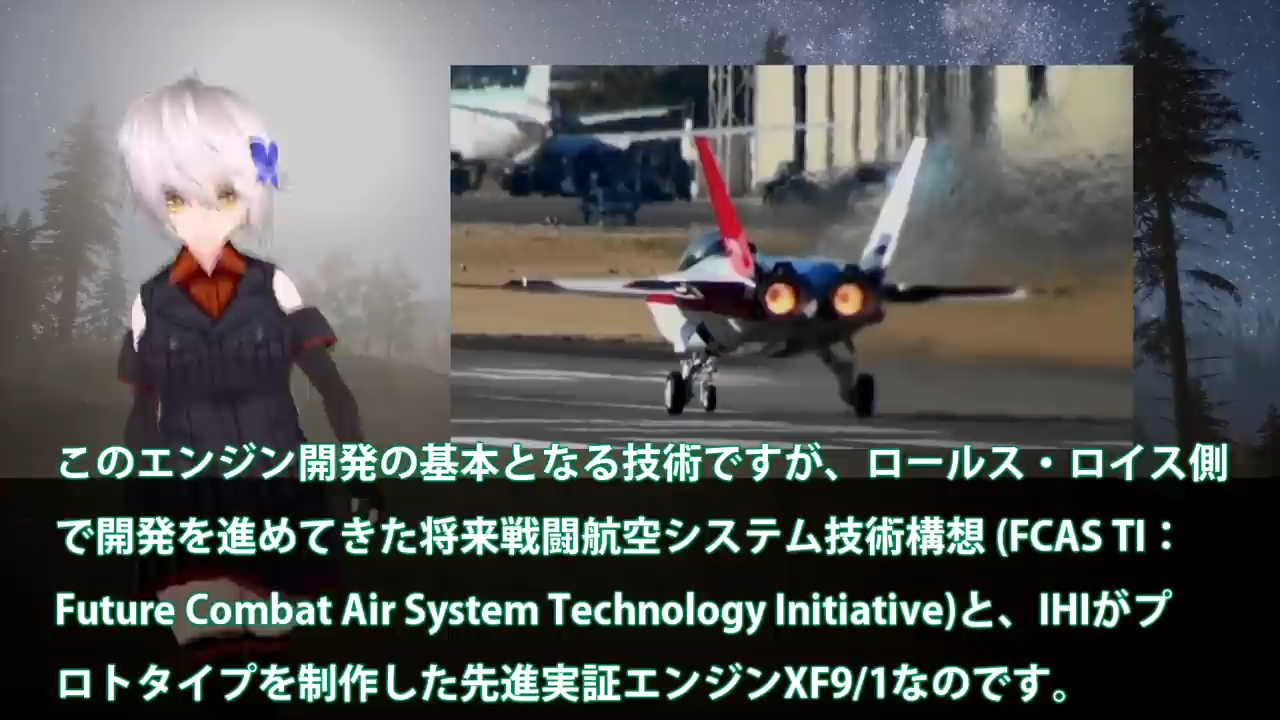 このエンジン開発の基本となる技術ですが、ロールス・ロイス側
で開発を進めてきた将来戦闘航空システム技術構想 (FCAS TI：
Future Combat Air System Technology Initiative)と、IHIがプ
ロトタイプを制作した先進実証エンジンXF9/1なのです。